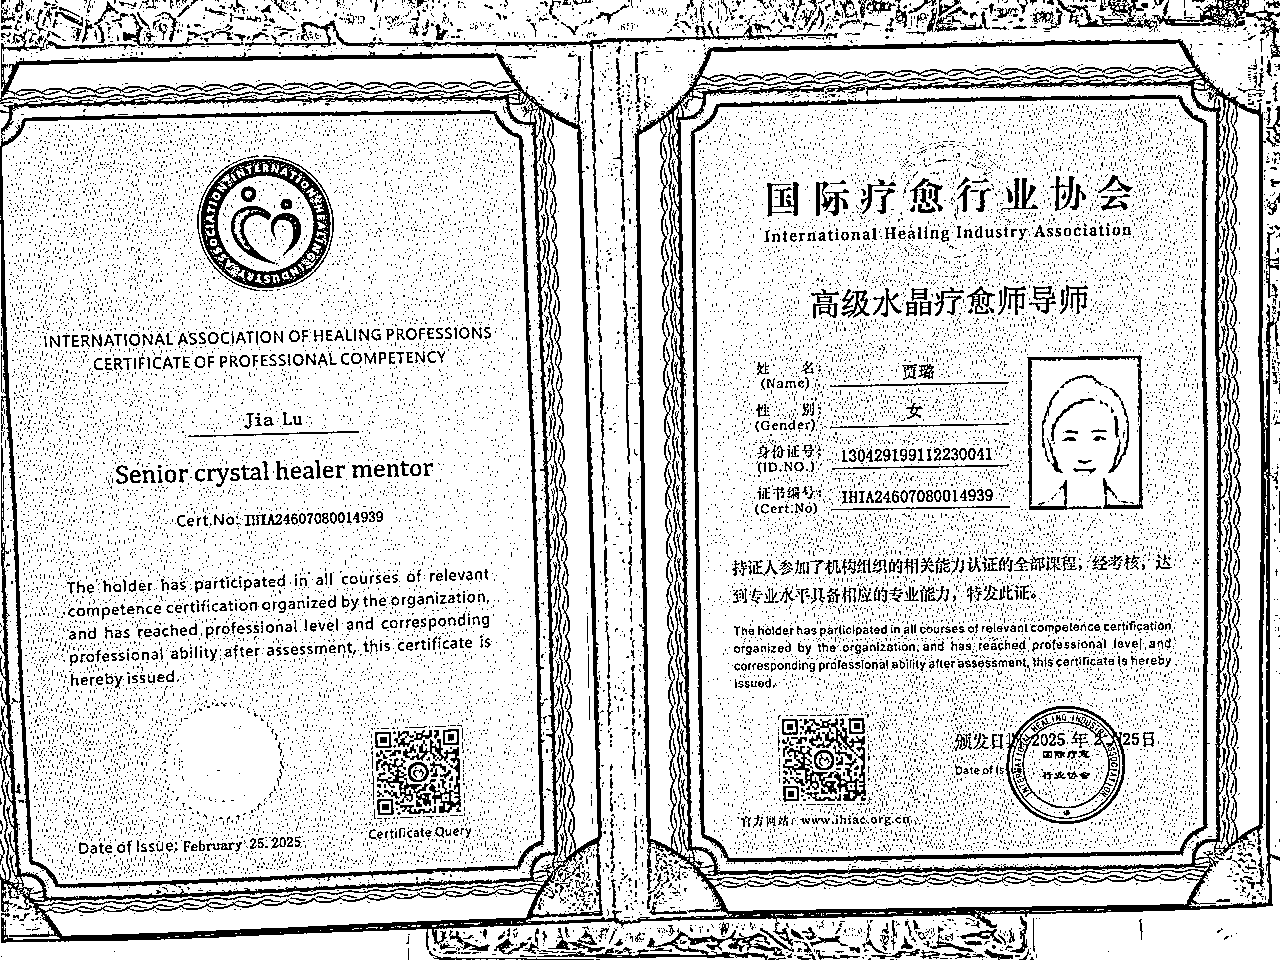 INTERNATIONAL ASSOCIATION OF HEALING PROFESSIONS
CERTIFICATE OF PROFESSIONAL COMPETENCY
Jia Lu
Senior crystal healer mentor
Cert.No: IHIA24607080014939
The holder has participated in all courses of relevant
competence certification organized by the organization,
and has reached professional level and corresponding
professional ability after assessment, this certificate is
hereby issued.
Certificate Query
Date of Issue: February 25. 2025
国际疗愈行业协会
International Healing Industry Association
高级水晶疗愈师导师
姓 名: 贾璐
(Name)
性 别: 女
(Gender)
身份证号: 130429199112230041
(ID.NO.)
证书编号: IHIA24607080014939
(Cert.No)
持证人参加了机构组织的相关能力认证的全部课程，经考核，达
到专业水平具备相应的专业能力，特发此证。
The holder has participated in all courses of relevant competence certification
organized by the organization, and has reached professional level and
corresponding professional ability after assessment, this certificate is hereby
issued.
颁发日 2025 年 2 月25日
Date of
国际疗愈
行业协会
官方网站: www.ihiac.org.cn